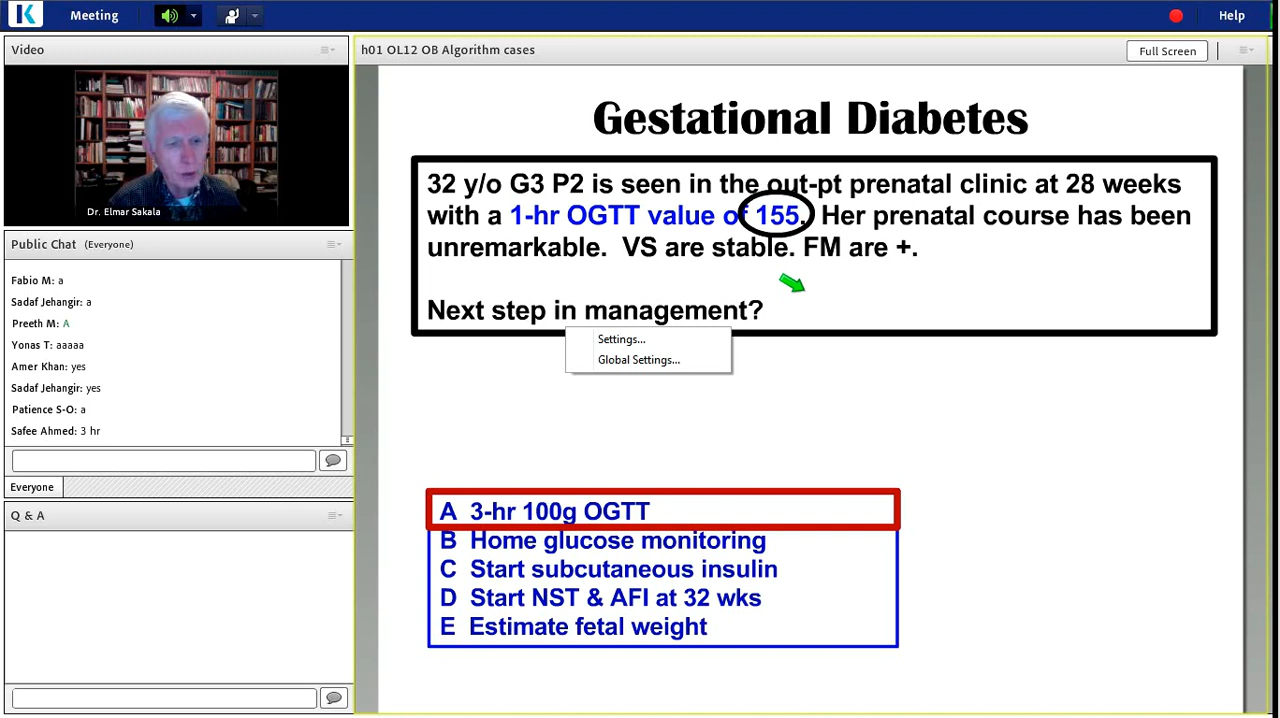 Meeting
Help
Video
Dr. Elmar Sakala
Public Chat (Everyone)
Fabio M: a
Sadaf Jehangir: a
Preeth M: A
Yonas T: aaaaa
Amer Khan: yes
Sadaf Jehangir: yes
Patience S-O: a
Safee Ahmed: 3 hr
Everyone
Q & A
h01 OL12 OB Algorithm cases
Full Screen
Gestational Diabetes
32 y/o G3 P2 is seen in the out-pt prenatal clinic at 28 weeks
with a 1-hr OGTT value of 155. Her prenatal course has been
unremarkable. VS are stable. FM are +.
Next step in management?
Settings...
Global Settings...
A 3-hr 100g OGTT
B Home glucose monitoring
C Start subcutaneous insulin
D Start NST & AFI at 32 wks
E Estimate fetal weight